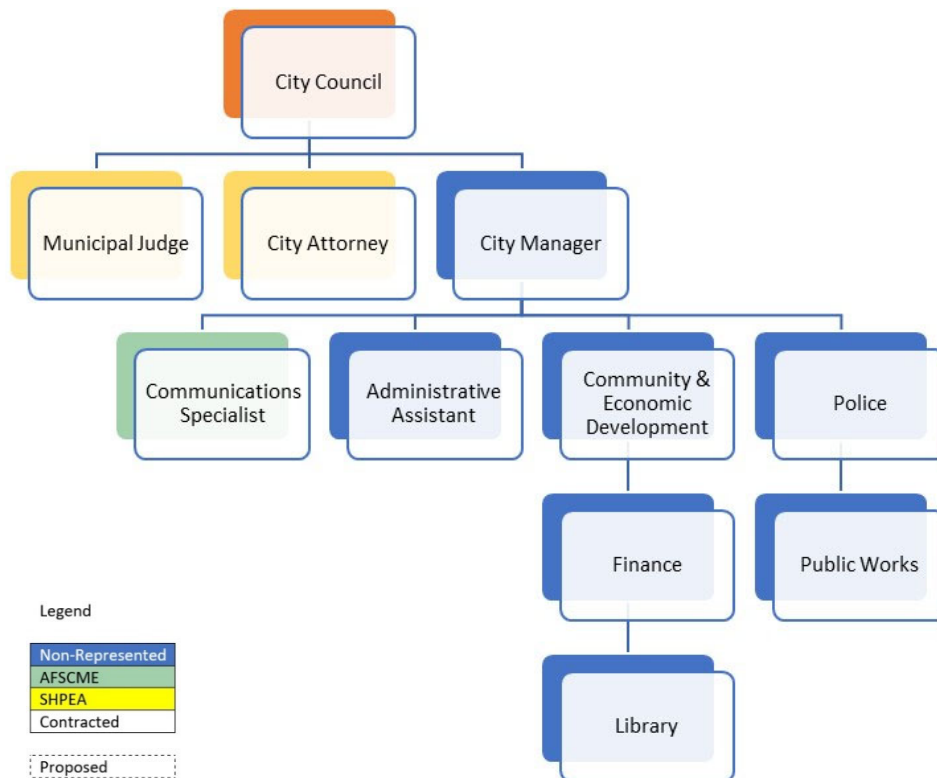 City Council
Municipal Judge
City Attorney
City Manager
Communications
Specialist
Administrative
Assistant
Community &
Economic
Development
Police
Finance
Public Works
Library
Legend
Non-Represented
AFSCME
SHPEA
Contracted
Proposed